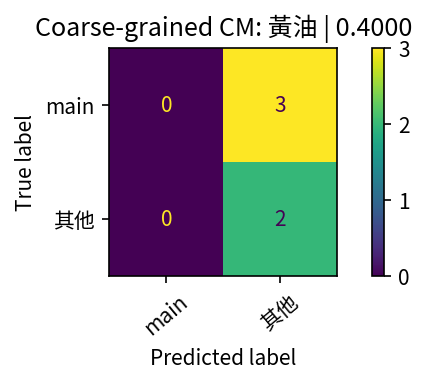 Coarse-grained CM: 黃油 | 0.4000
main
0
3
其他
0
2
main
其他
True label
Predicted label
3
2
1
0